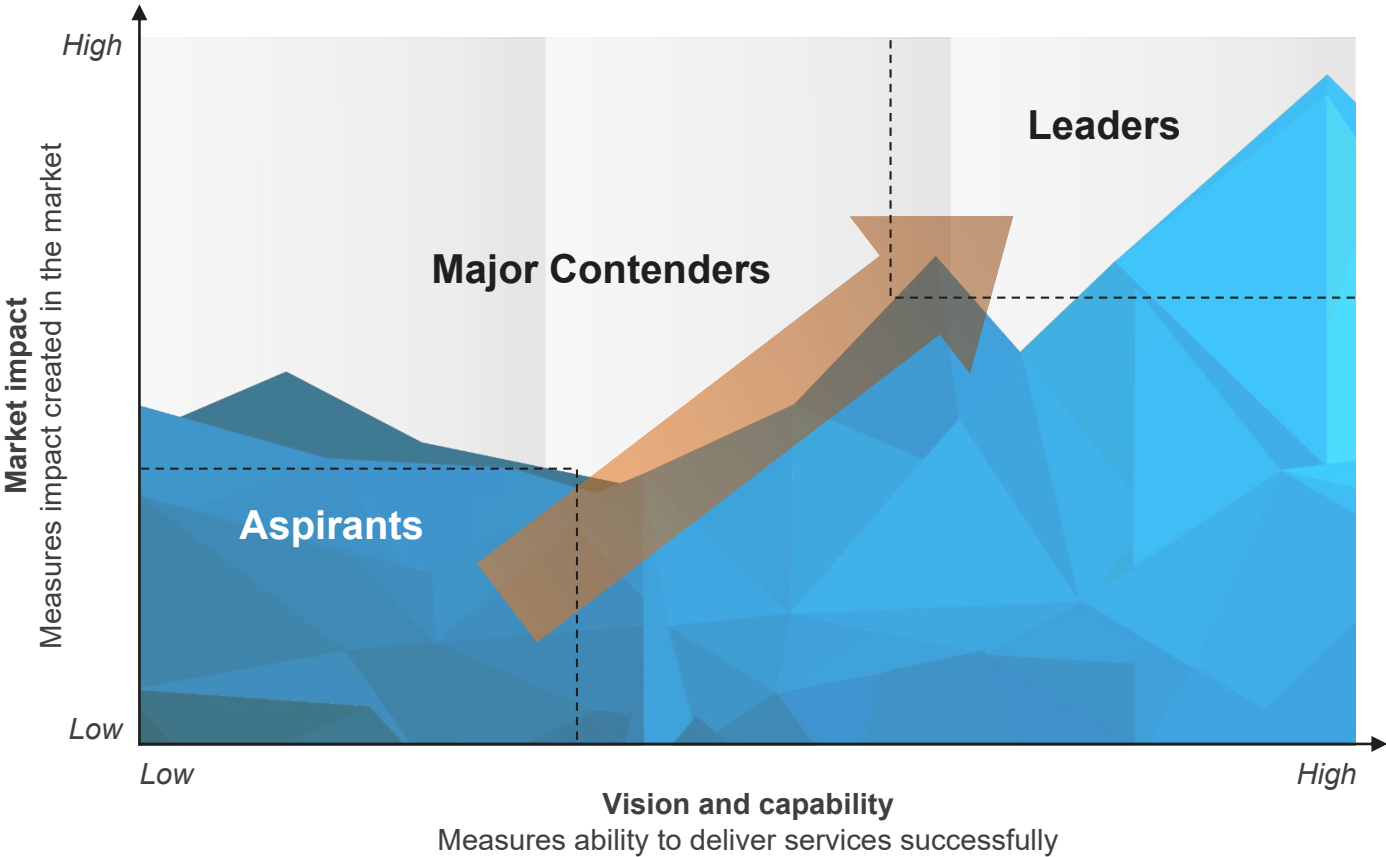 High
Leaders
Major Contenders
Market impact
Measures impact created in the market
Aspirants
Low
Low
High
Vision and capability
Measures ability to deliver services successfully